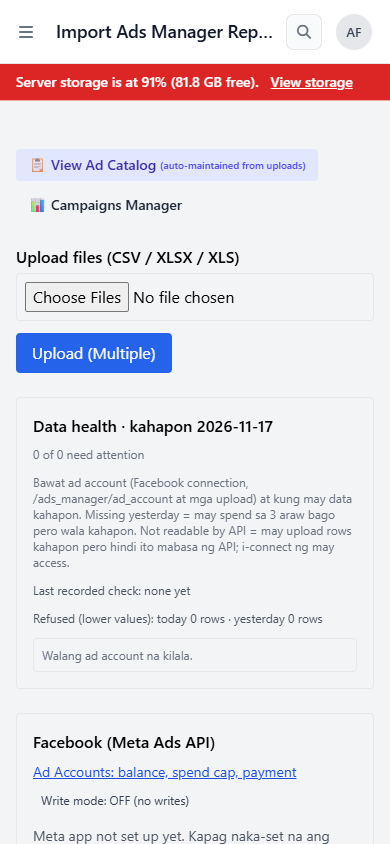 Import Ads Manager Rep...
AF
Server storage is at 91% (81.8 GB free). View storage
View Ad Catalog (auto-maintained from uploads)
Campaigns Manager
Upload files (CSV / XLSX / XLS)
Choose Files No file chosen
Upload (Multiple)
Data health · kahapon 2026-11-17
0 of 0 need attention
Bawat ad account (Facebook connection,
/ads_manager/ad_account at mga upload) at kung may data
kahapon. Missing yesterday = may spend sa 3 araw bago
pero wala kahapon. Not readable by API = may upload rows
kahapon pero hindi ito mabasa ng API; i-connect ng may
access.
Last recorded check: none yet
Refused (lower values): today 0 rows · yesterday 0 rows
Walang ad account na kilala.
Facebook (Meta Ads API)
Ad Accounts: balance, spend cap, payment
Write mode: OFF (no writes)
Meta app not set up yet. Kapag naka-set na ang